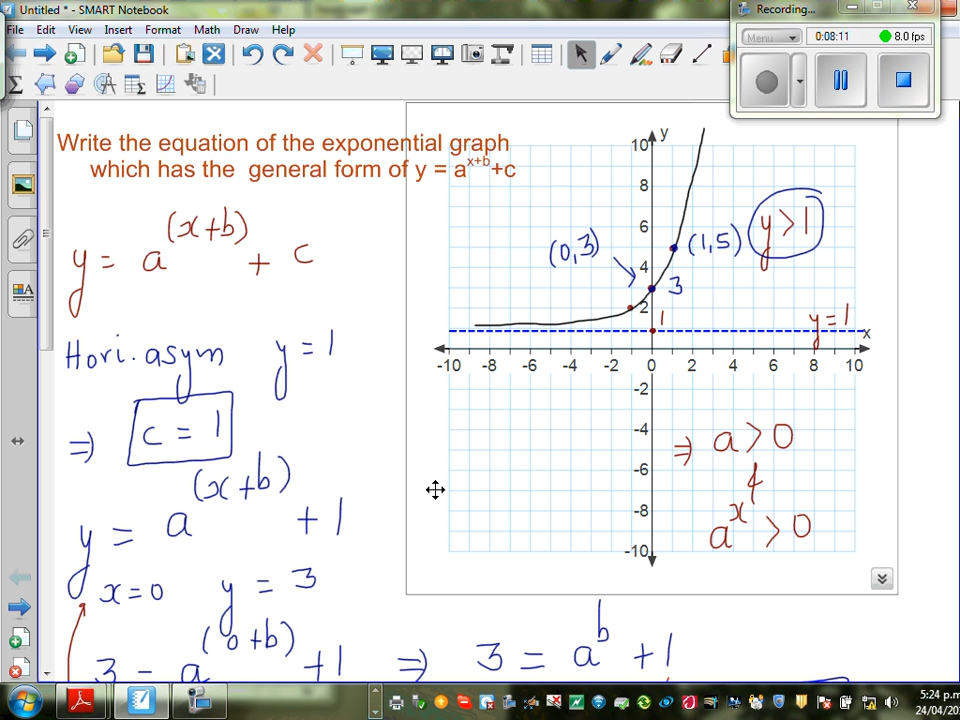 Untitled * - SMART Notebook
Recording...
File Edit View Insert Format Math Draw Help
Menu
00:08:11
8.0 fps
Write the equation of the exponential graph
which has the general form of y = a^x+b+c
y = a^(x+b) + c
Hori. asym y = 1
⇒ c = 1
y = a^(x+b) + 1
x=0 y = 3
3 = a^(0+b) +1 ⇒ 3 = a^b +1
y
10
8
6
4
2
-10 -8 -6 -4 -2 0 2 4 6 8 10
x
-2
-4
-6
-8
-10
(0,3)
(1,5)
y>1
3
1
y=1
⇒ a>0
&
a^x >0
5:24 p.m
24/04/20